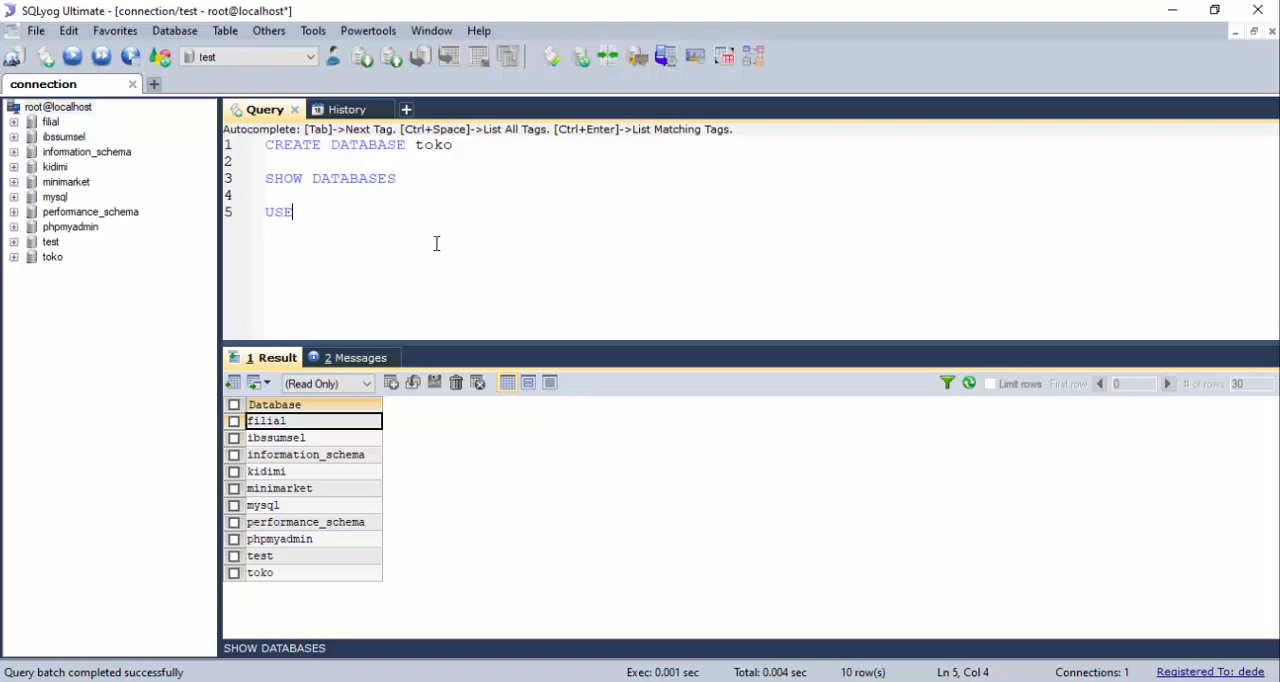 SQLyog Ultimate - [connection/test - root@localhost*]
File Edit Favorites Database Table Others Tools Powertools Window Help
test
connection
root@localhost
filial
ibssumsel
information_schema
kidimi
minimarket
mysql
performance_schema
phpmyadmin
test
toko
Query History
Autocomplete: [Tab]->Next Tag. [Ctrl+Space]->List All Tags. [Ctrl+Enter]->List Matching Tags.
1 CREATE DATABASE toko
2
3 SHOW DATABASES
4
5 USE
1 Result 2 Messages
(Read Only) Limit rows First row 0 # of rows 30
Database
filial
ibssumsel
information_schema
kidimi
minimarket
mysql
performance_schema
phpmyadmin
test
toko
SHOW DATABASES
Query batch completed successfully Exec: 0.001 sec Total: 0.004 sec 10 row(s) Ln 5, Col 4 Connections: 1 Registered To: dede